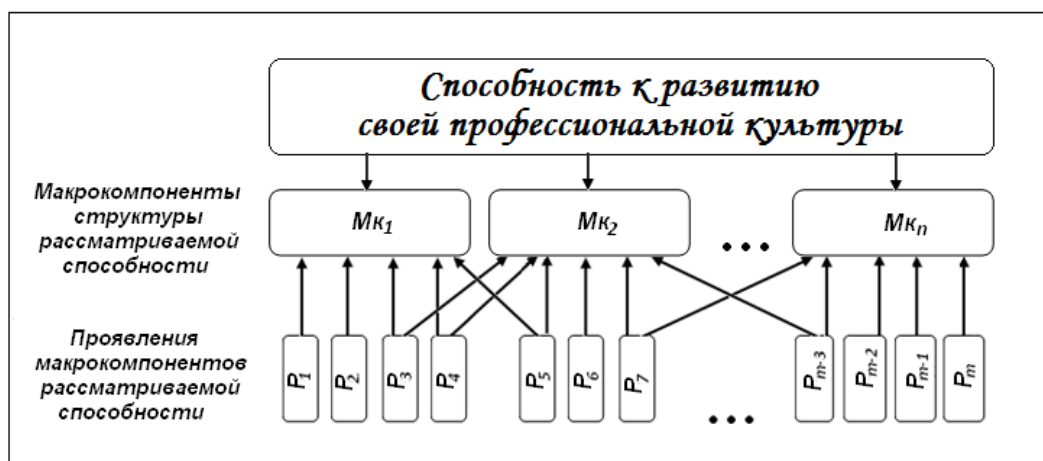 Способность к развитию
своей профессиональной культуры
Макрокомпоненты
структуры
рассматриваемой
способности
Мк1
Мк2
...
Мкn
Проявления
макрокомпонентов
рассматриваемой
способности
P1
P2
P3
P4
P5
P6
P7
...
Pm-3
Pm-2
Pm-1
Pm